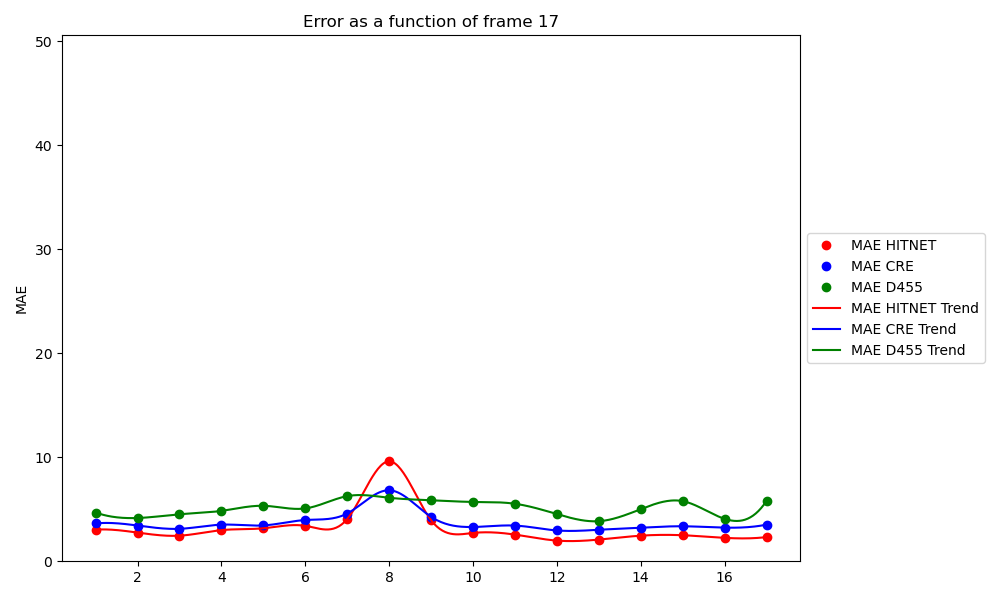 Error as a function of frame 17
MAE
50
40
30
20
10
0
2
4
6
8
10
12
14
16
MAE HITNET
MAE CRE
MAE D455
MAE HITNET Trend
MAE CRE Trend
MAE D455 Trend